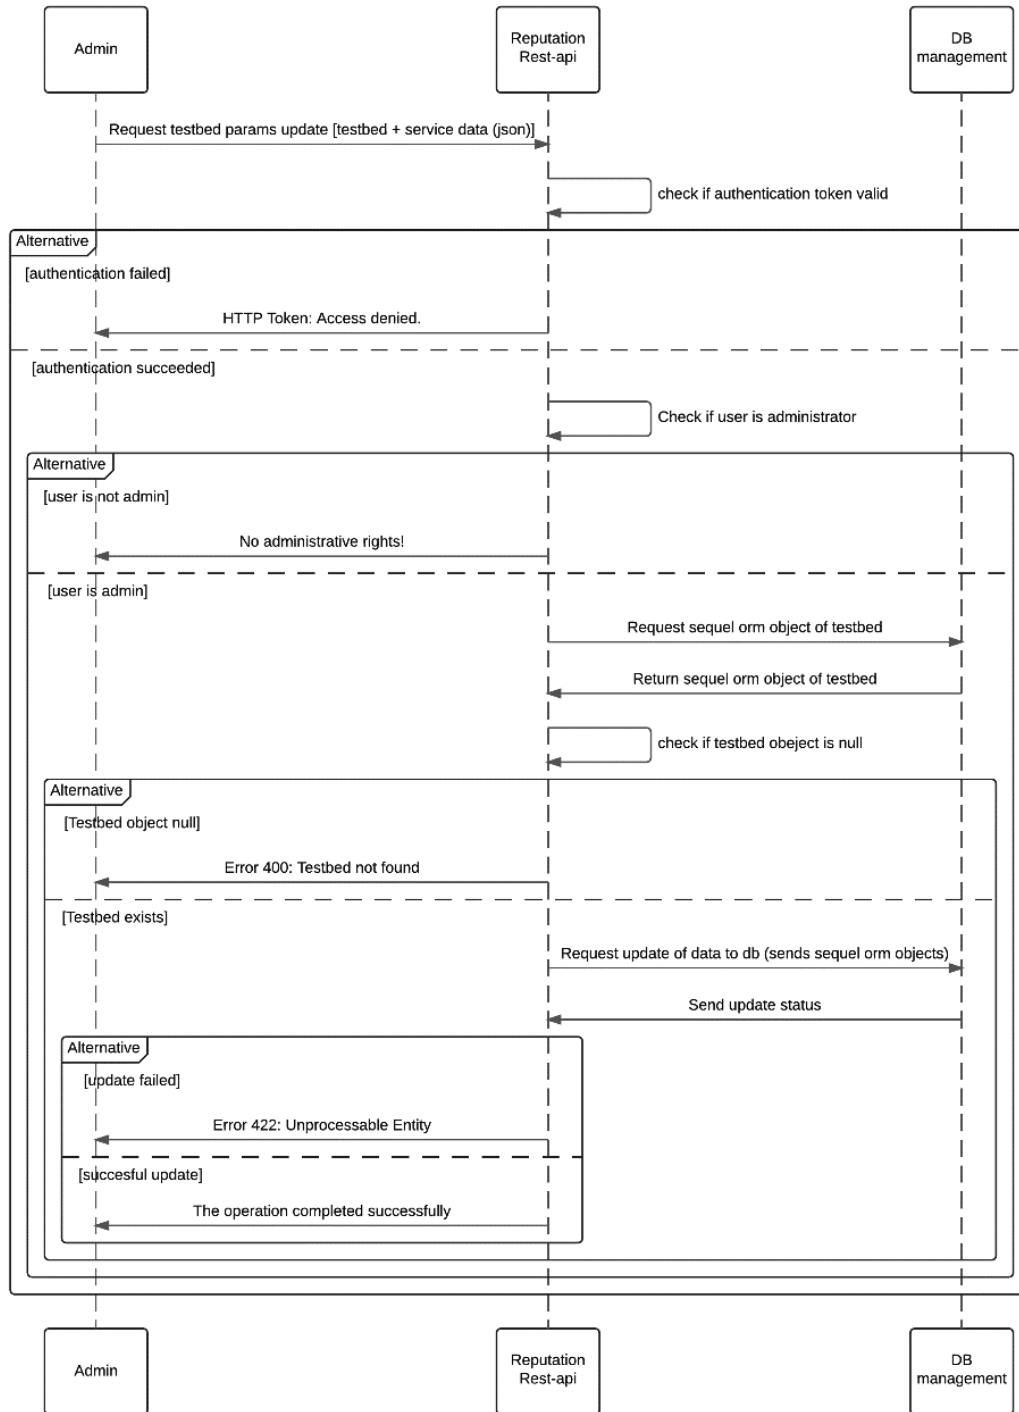 Admin
Reputation
Rest-api
DB
management
Request testbed params update [testbed + service data (json)]
check if authentication token valid
Alternative
[authentication failed]
HTTP Token: Access denied.
[authentication succeeded]
Check if user is administrator
Alternative
[user is not admin]
No administrative rights!
[user is admin]
Request sequel orm object of testbed
Return sequel orm object of testbed
check if testbed obeject is null
Alternative
[Testbed object null]
Error 400: Testbed not found
[Testbed exists]
Request update of data to db (sends sequel orm objects)
Send update status
Alternative
[update failed]
Error 422: Unprocessable Entity
[succesful update]
The operation completed successfully
Admin
Reputation
Rest-api
DB
management